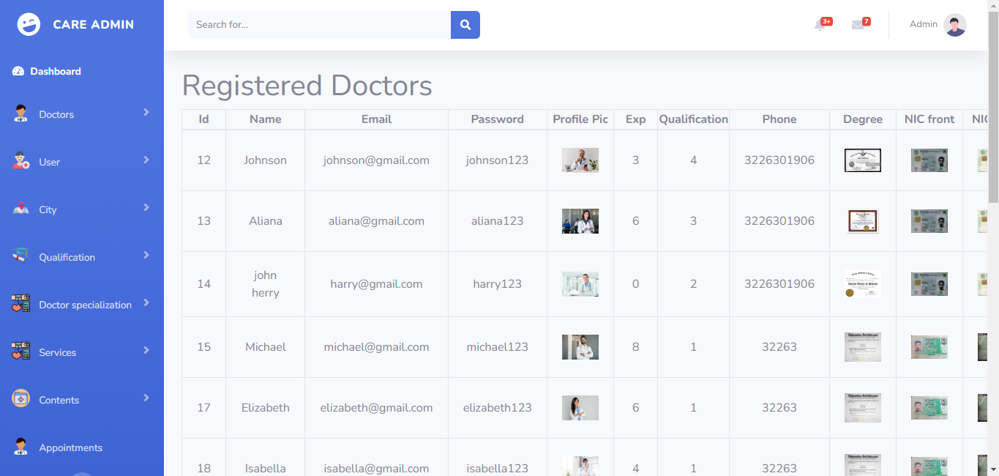 CARE ADMIN
Search for...
3+
7
Admin
Dashboard
Doctors
User
City
Qualification
Doctor specialization
Services
Contents
Appointments
Registered Doctors
Id Name Email Password Profile Pic Exp Qualification Phone Degree NIC front NIC
12 Johnson johnson@gmail.com johnson123 3 4 3226301906
13 Aliana aliana@gmail.com aliana123 6 3 3226301906
14 john herry harry@gmail.com harry123 0 2 3226301906
15 Michael michael@gmail.com michael123 8 1 32263
17 Elizabeth elizabeth@gmail.com elizabeth123 6 1 32263
18 Isabella isabella@gmail.com isabella123 4 1 32263